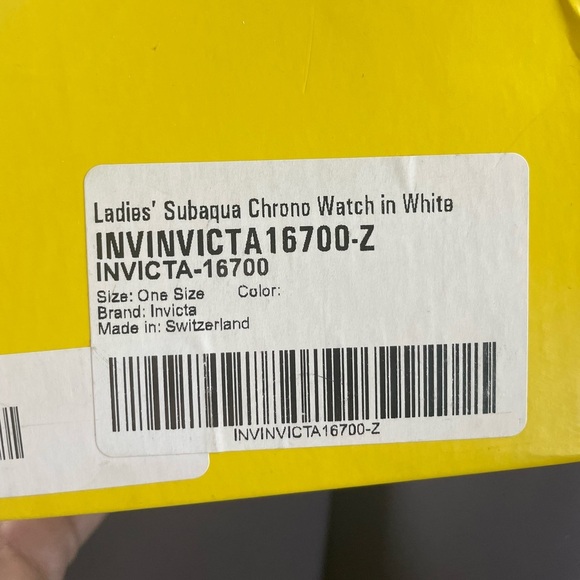 Ladies' Subaqua Chrono Watch in White
INVINVICTA16700-Z
INVICTA-16700
Size: One Size Color:
Brand: Invicta
Made in: Switzerland
INVINVICTA16700-Z